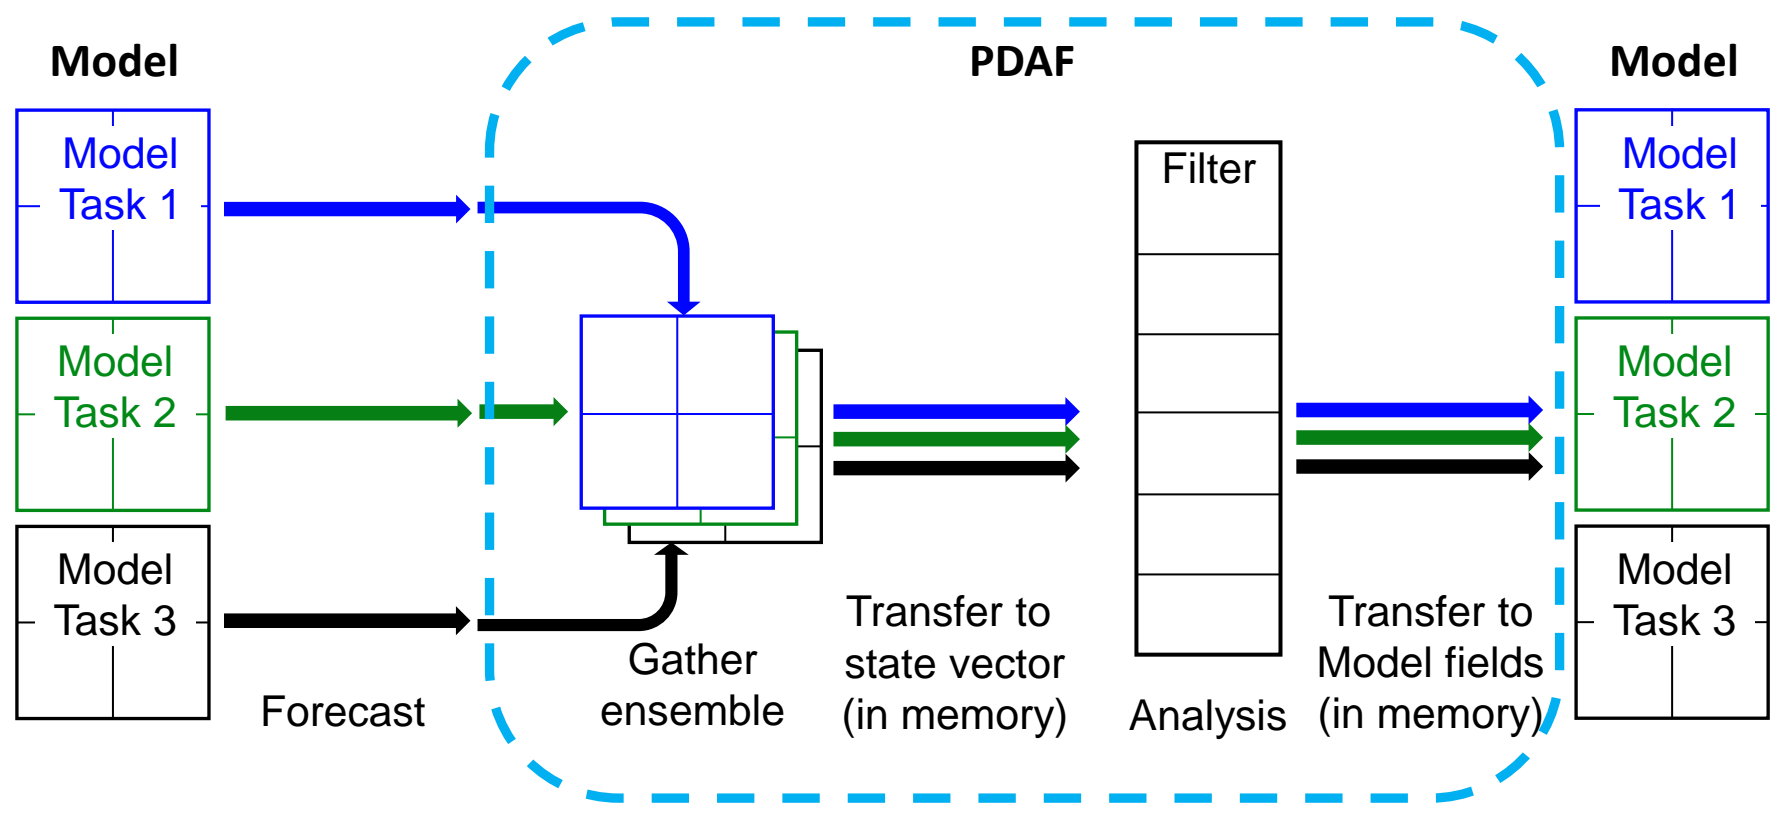 Model
PDAF
Model
Model
Task 1
Model
Task 2
Model
Task 3
Forecast
Gather
ensemble
Transfer to
state vector
(in memory)
Filter
Analysis
Transfer to
Model fields
(in memory)
Model
Task 1
Model
Task 2
Model
Task 3